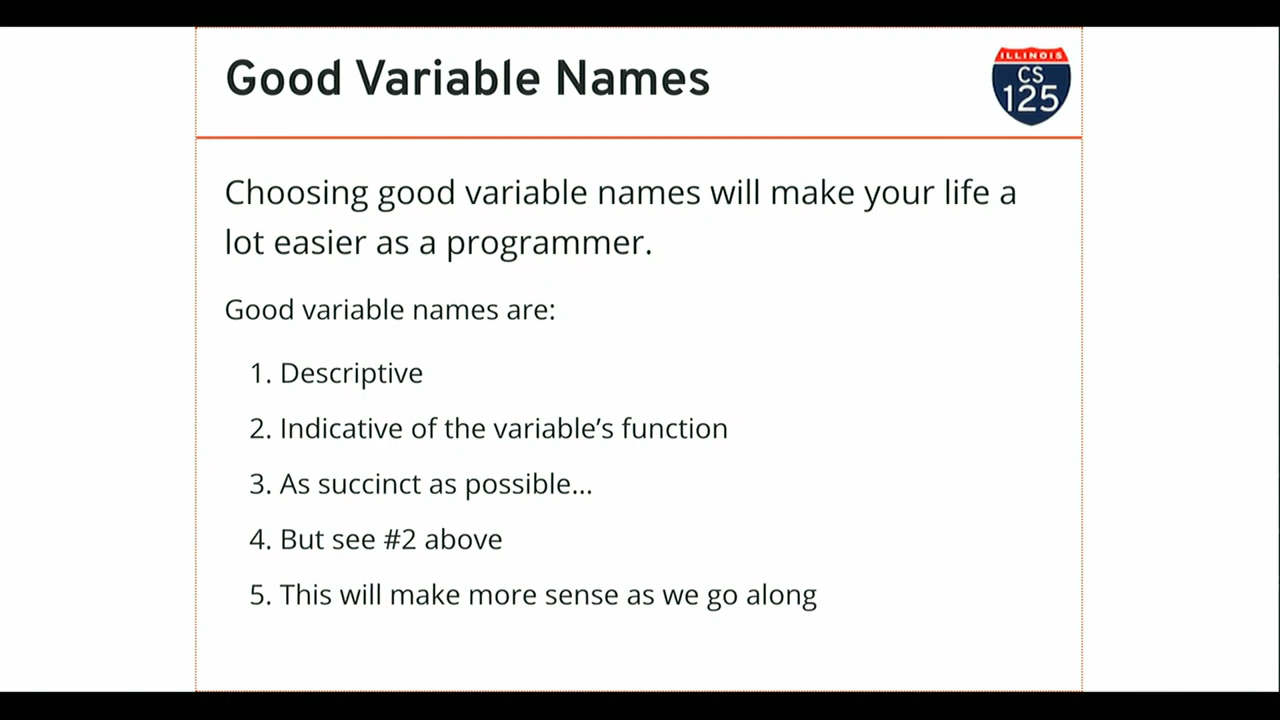 Good Variable Names
ILLINOIS
CS
125
Choosing good variable names will make your life a
lot easier as a programmer.
Good variable names are:
1. Descriptive
2. Indicative of the variable’s function
3. As succinct as possible…
4. But see #2 above
5. This will make more sense as we go along